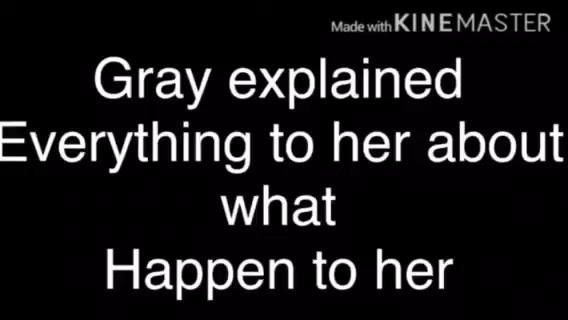 Made with KINEMASTER
Gray explained
Everything to her about
what
Happen to her